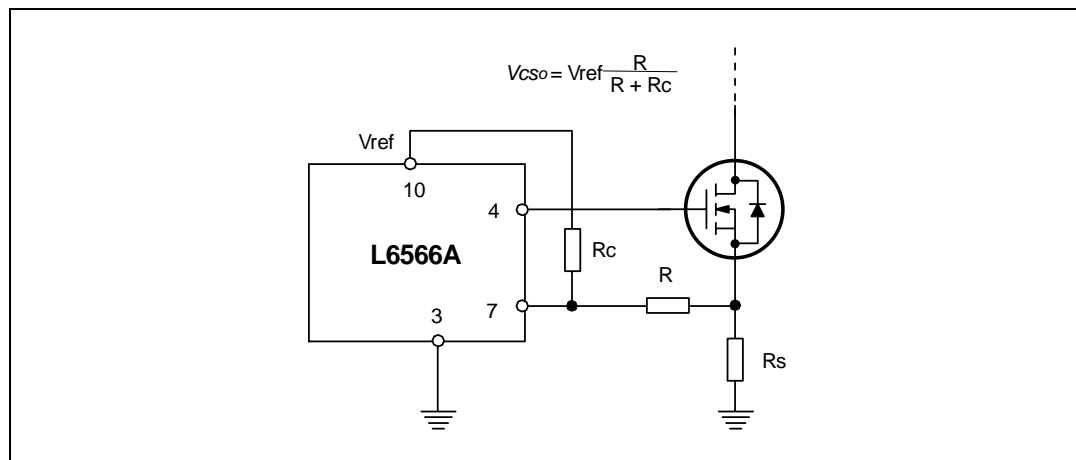 Vcso = Vref R / R + Rc
Vref
10
4
L6566A
Rc
R
7
3
Rs